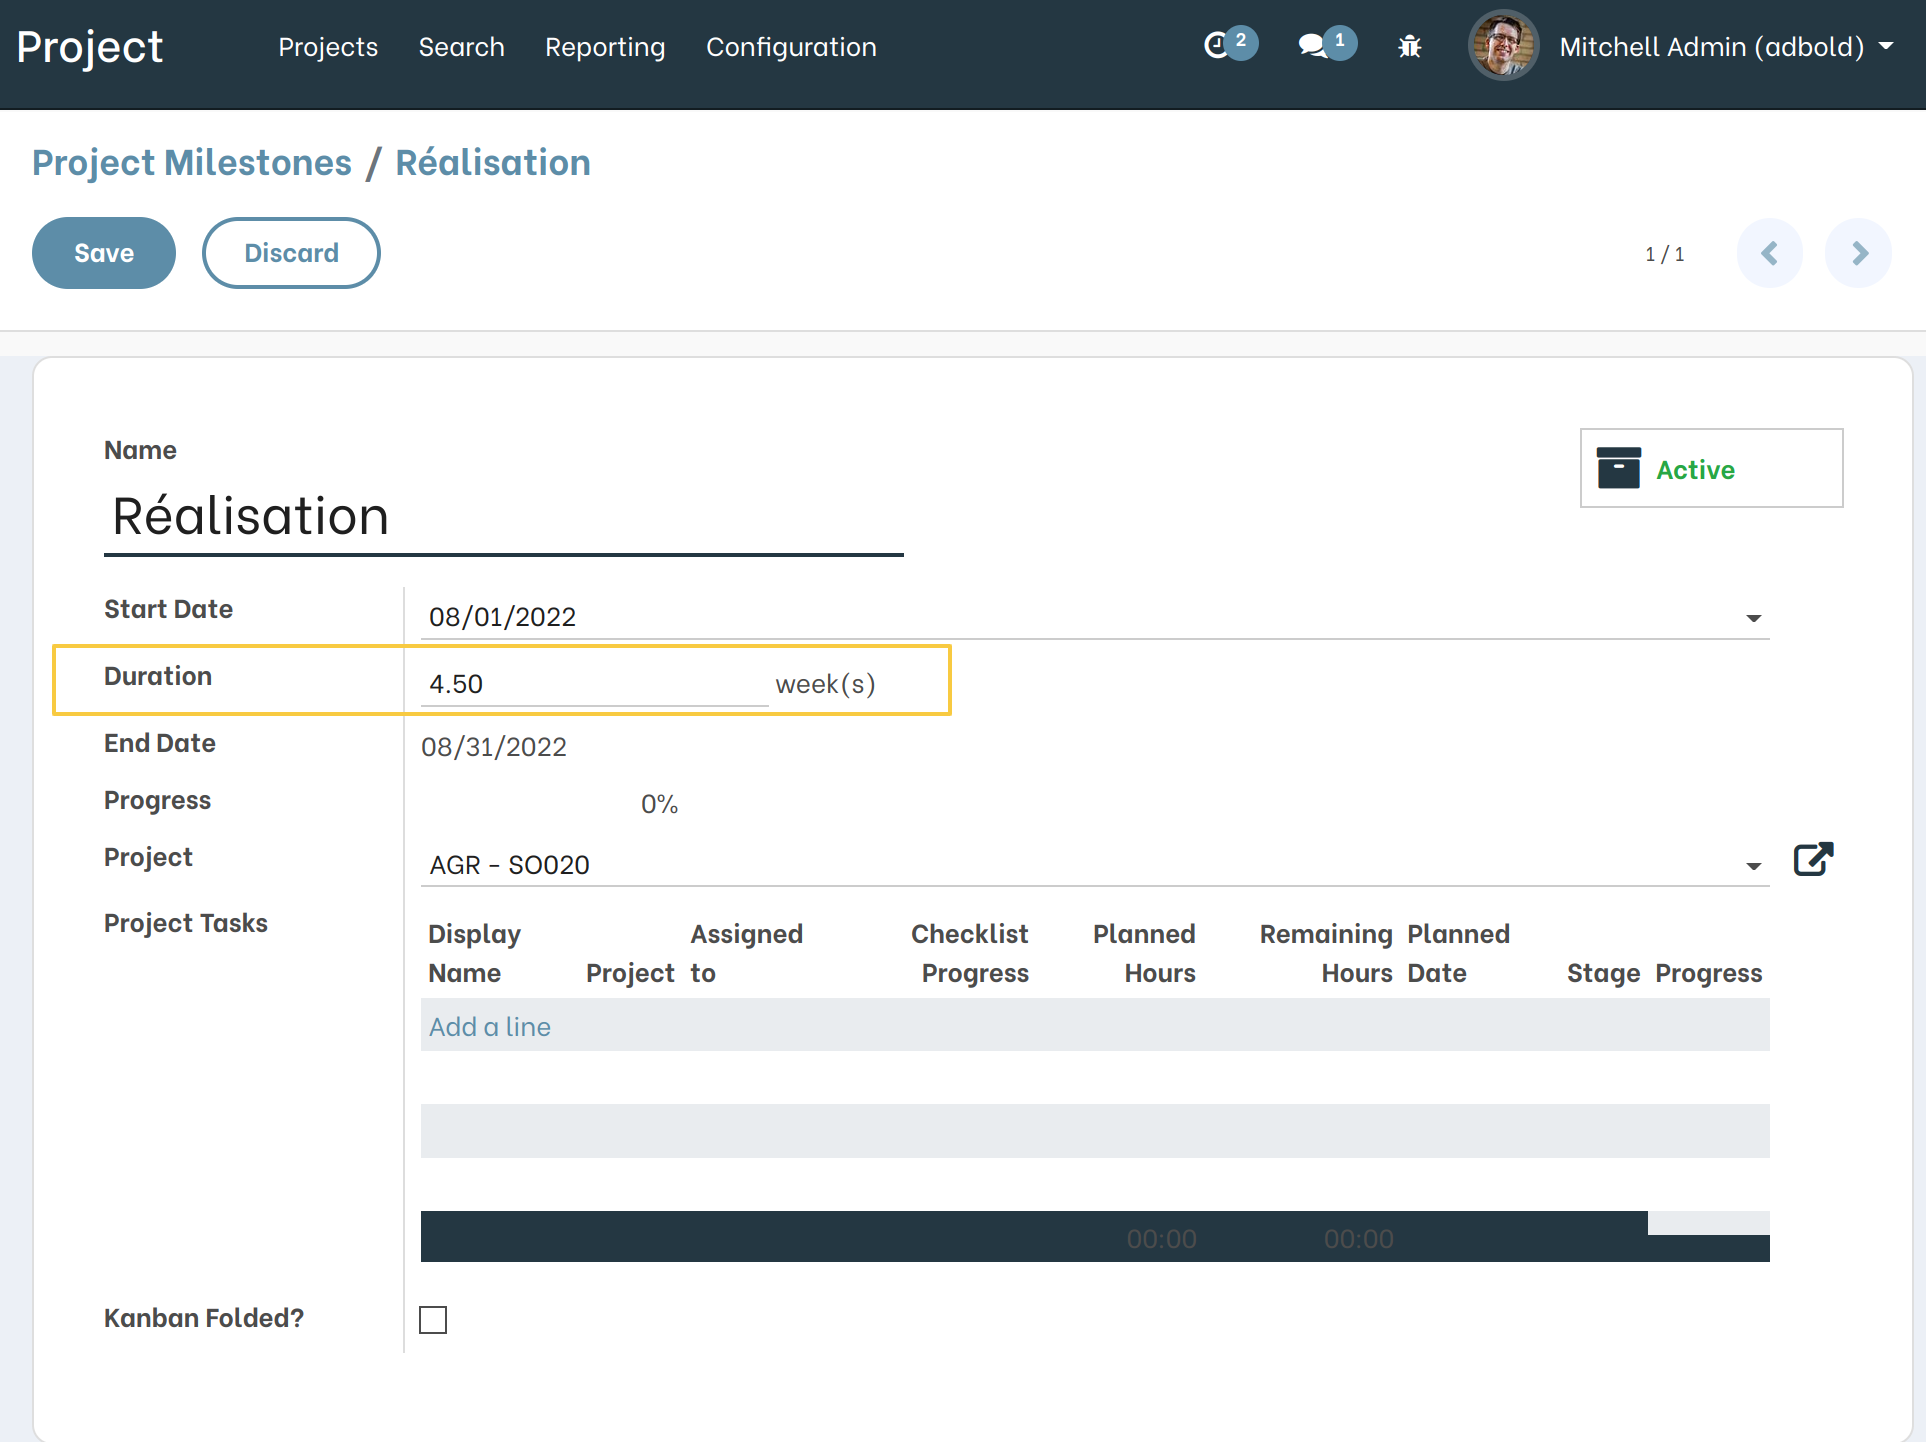 Project Projects Search Reporting Configuration 2 1 Mitchell Admin (adbold)
Project Milestones / Réalisation
Save Discard 1 / 1
Name
Active
Réalisation
Start Date 08/01/2022
Duration 4.50 week(s)
End Date 08/31/2022
Progress 0%
Project AGR - SO020
Project Tasks
Display Name Project Assigned to Checklist Progress Planned Hours Remaining Hours Planned Date Stage Progress
Add a line
00:00 00:00
Kanban Folded?